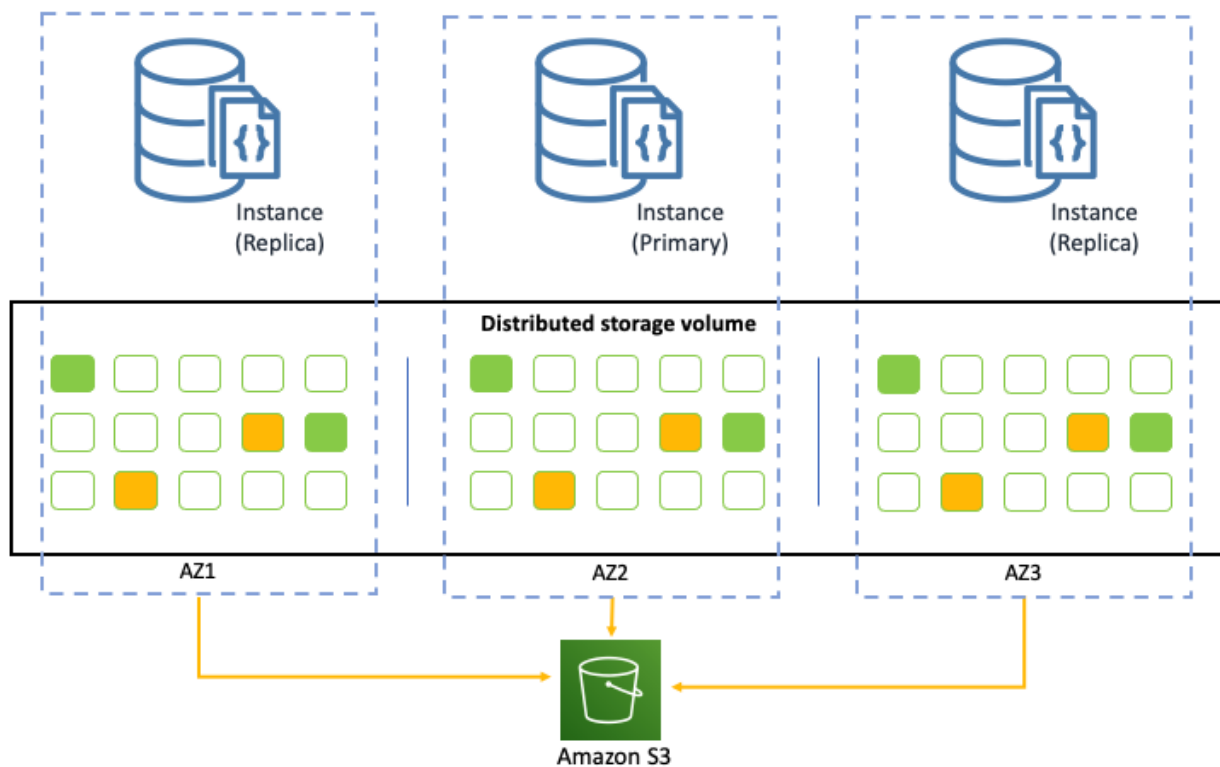 Instance
(Replica)
Instance
(Primary)
Instance
(Replica)
Distributed storage volume
AZ1
AZ2
AZ3
Amazon S3